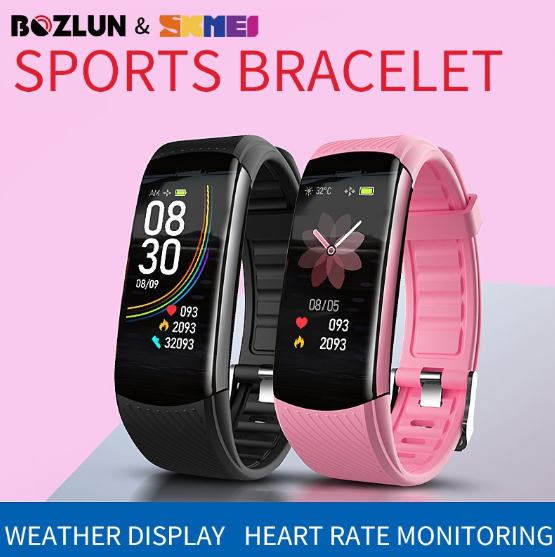 BOZLUN & SKMEI
SPORTS BRACELET
AM
08
30
08/09
093
2093
32093
32°C
08/05
093
2093
WEATHER DISPLAY HEART RATE MONITORING